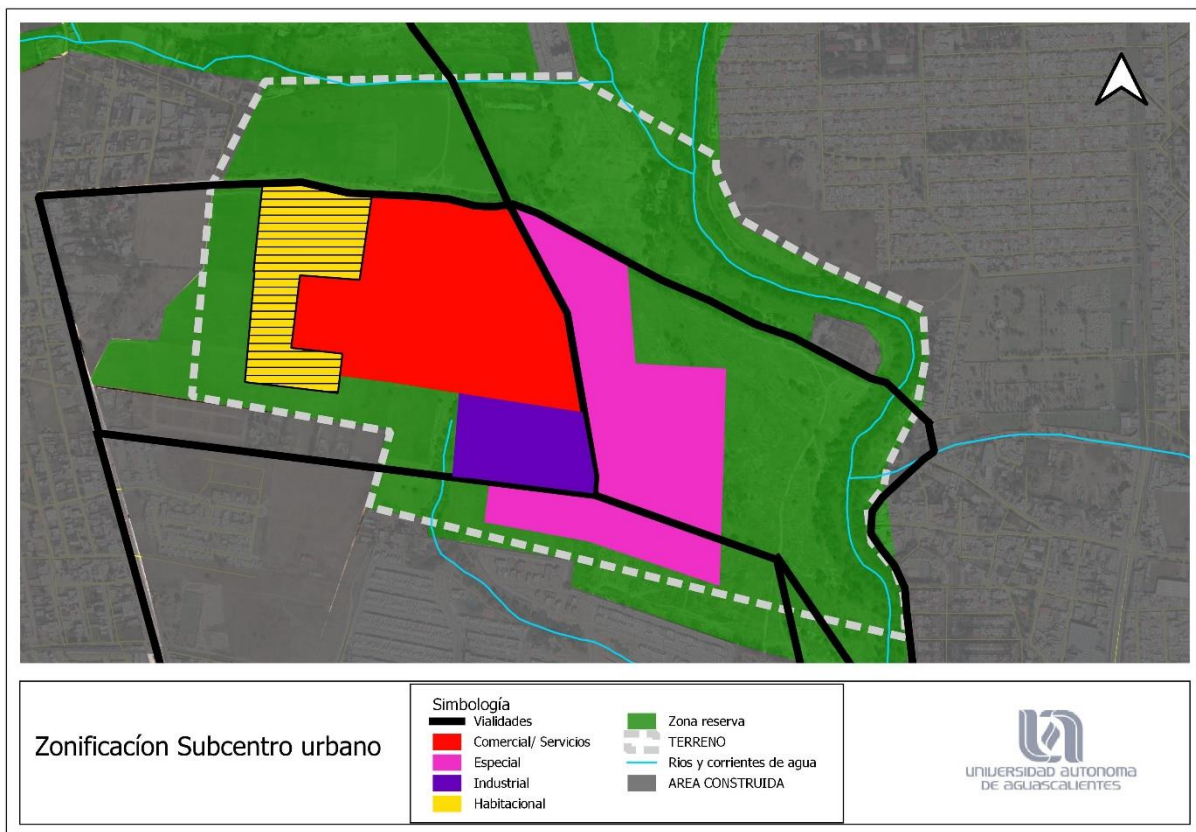 Zonificacíon Subcentro urbano
Simbología
Vialidades
Comercial/ Servicios
Especial
Industrial
Habitacional
Zona reserva
TERRENO
Rios y corrientes de agua
AREA CONSTRUIDA
UNIVERSIDAD AUTONOMA
DE AGUASCALIENTES